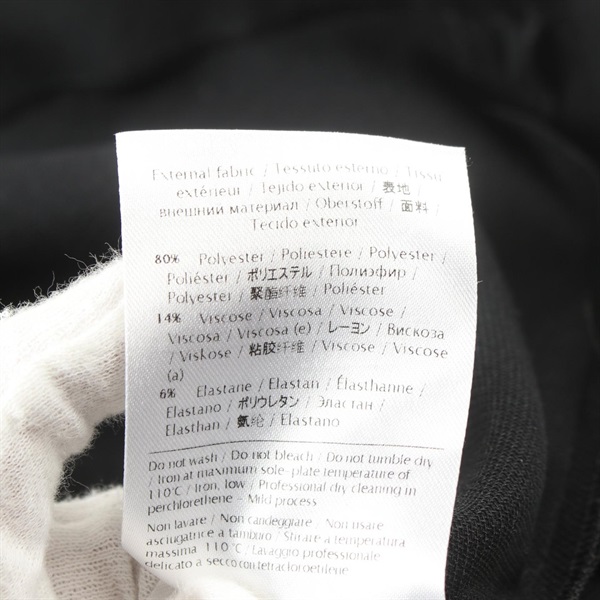 External fabric / Tessuto esterno / Tissu
extérieur / Tejido exterior / 表地 /
внешний материал / Oberstoff / 面料 /
Tecido exterior
80% Polyester / Poliestere / Polyester /
Poliéster / ポリエステル / Полиэфир /
Polyester / 聚酯纤维 / Poliéster
14% Viscose / Viscosa / Viscose /
Viscosa / Viscosa (e) / レーヨン / Вискоза
/ Viskose / 粘胶纤维 / Viscose / Viscose
(a)
6% Elastane / Elastan / Élasthanne /
Elastano / ポリウレタン / Эластан /
Elasthan / 氨纶 / Elastano
Do not wash / Do not bleach / Do not tumble dry
/ Iron at maximum sole-plate temperature of
110°C / Iron, low / Professional dry cleaning in
perchlorethene - Mild process
Non lavare / Non candeggiare / Non usare
asciugatrice a tamburo / Stirare a temperatura
massima 110°C / Lavaggio professionale
delicato a secco con tetracloroetilene